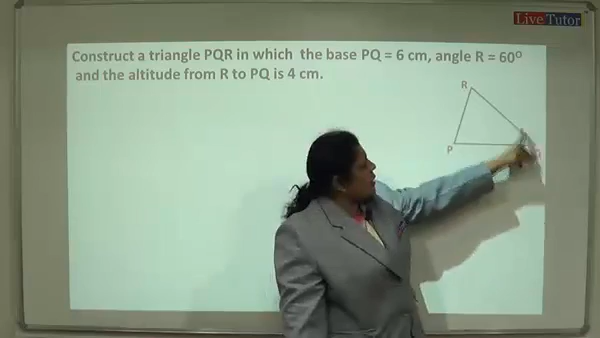 Live Tutor
Construct a triangle PQR in which the base PQ = 6 cm, angle R = 60⁰
and the altitude from R to PQ is 4 cm.
R
P